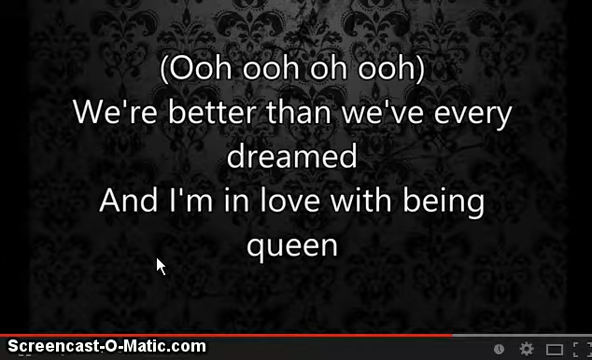 (Ooh ooh oh ooh)
We're better than we've every
dreamed
And I'm in love with being
queen
Screencast-O-Matic.com